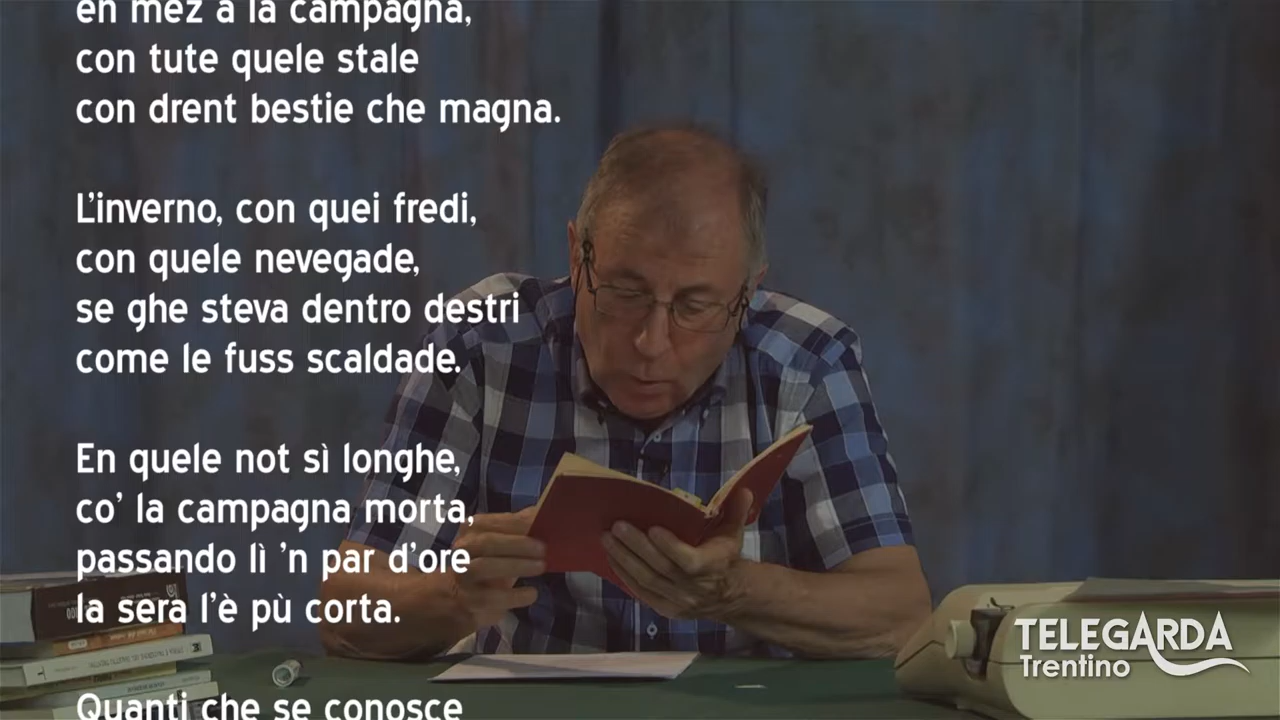 en mez a la campagna,
con tute quele stale
con drent bestie che magna.
L'inverno, con quei fredi,
con quele nevegade,
se ghe steva dentro destri
come le fuss scaldade.
En quele not sì longhe,
co' la campagna morta,
passando lì 'n par d'ore
la sera l'è pù corta.
Quanti che se conosce
TELEGARDA
Trentino